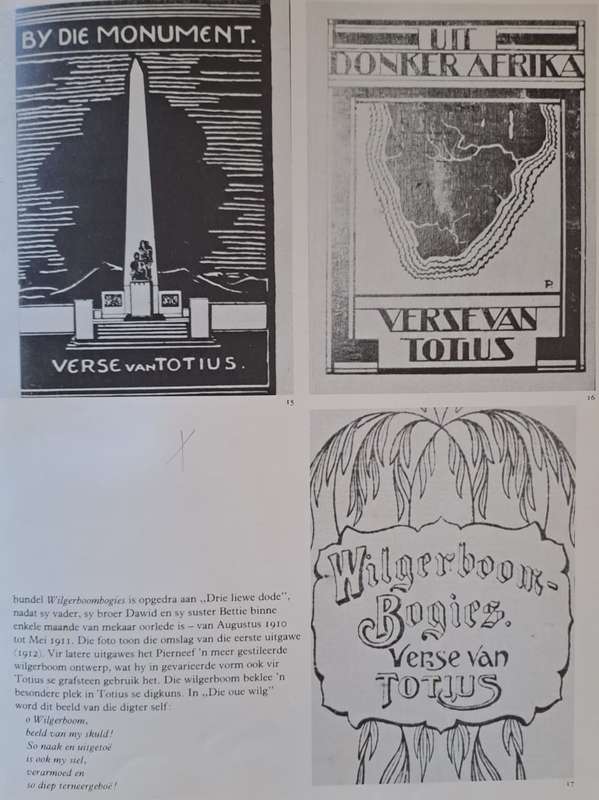 BY DIE MONUMENT.
VERSE VAN TOTIUS.
15
UIT
DONKER AFRIKA
P
VERSE VAN
TOTIUS
16
bundel Wilgerboombogies is opgedra aan „Drie liewe dode”,
nadat sy vader, sy broer Dawid en sy suster Bettie binne
enkele maande van mekaar oorlede is – van Augustus 1910
tot Mei 1911. Die foto toon die omslag van die eerste uitgawe
(1912). Vir latere uitgawes het Pierneef 'n meer gestileerde
wilgerboom ontwerp, wat hy in gevarieerde vorm ook vir
Totius se grafsteen gebruik het. Die wilgerboom beklee 'n
besondere plek in Totius se digkuns. In „Die oue wilg”
word dit beeld van die digter self:
o Wilgerboom,
beeld van my skuld!
So naak en uitgetoë
is ook my siel,
verarmoed en
so diep terneergeboë!
Wilgerboom-
Bogies.
Verse van
TOTIUS
17